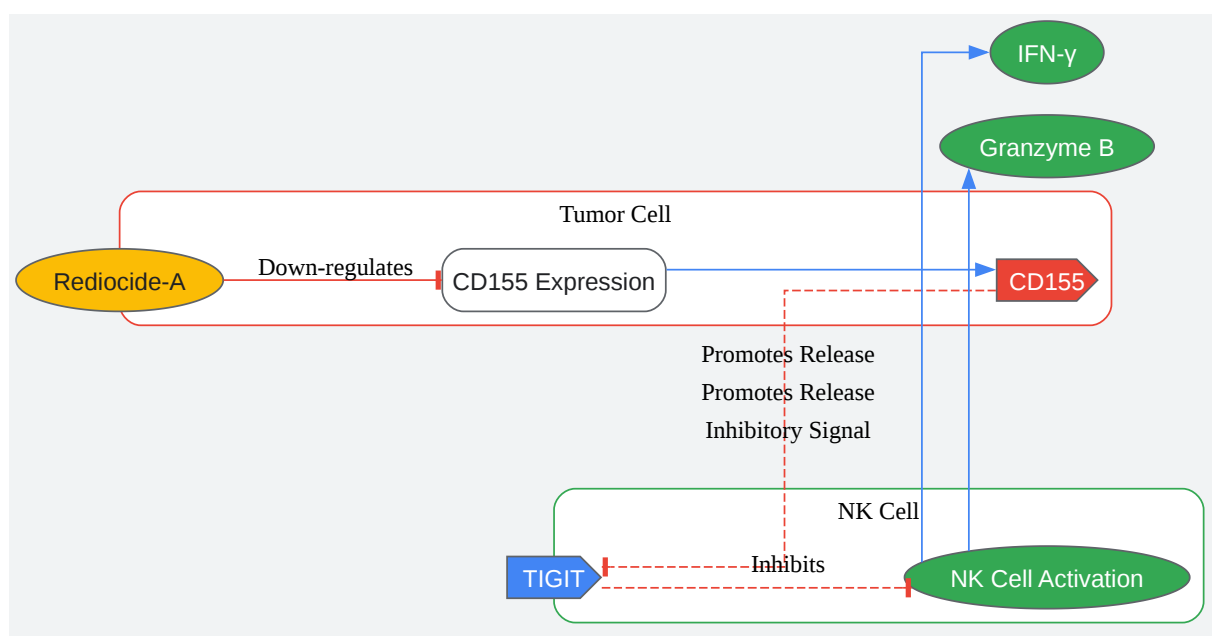 IFN-γ
Granzyme B
Tumor Cell
Rediocide-A
Down-regulates
CD155 Expression
CD155
Promotes Release
Promotes Release
Inhibitory Signal
NK Cell
TIGIT
Inhibits
NK Cell Activation